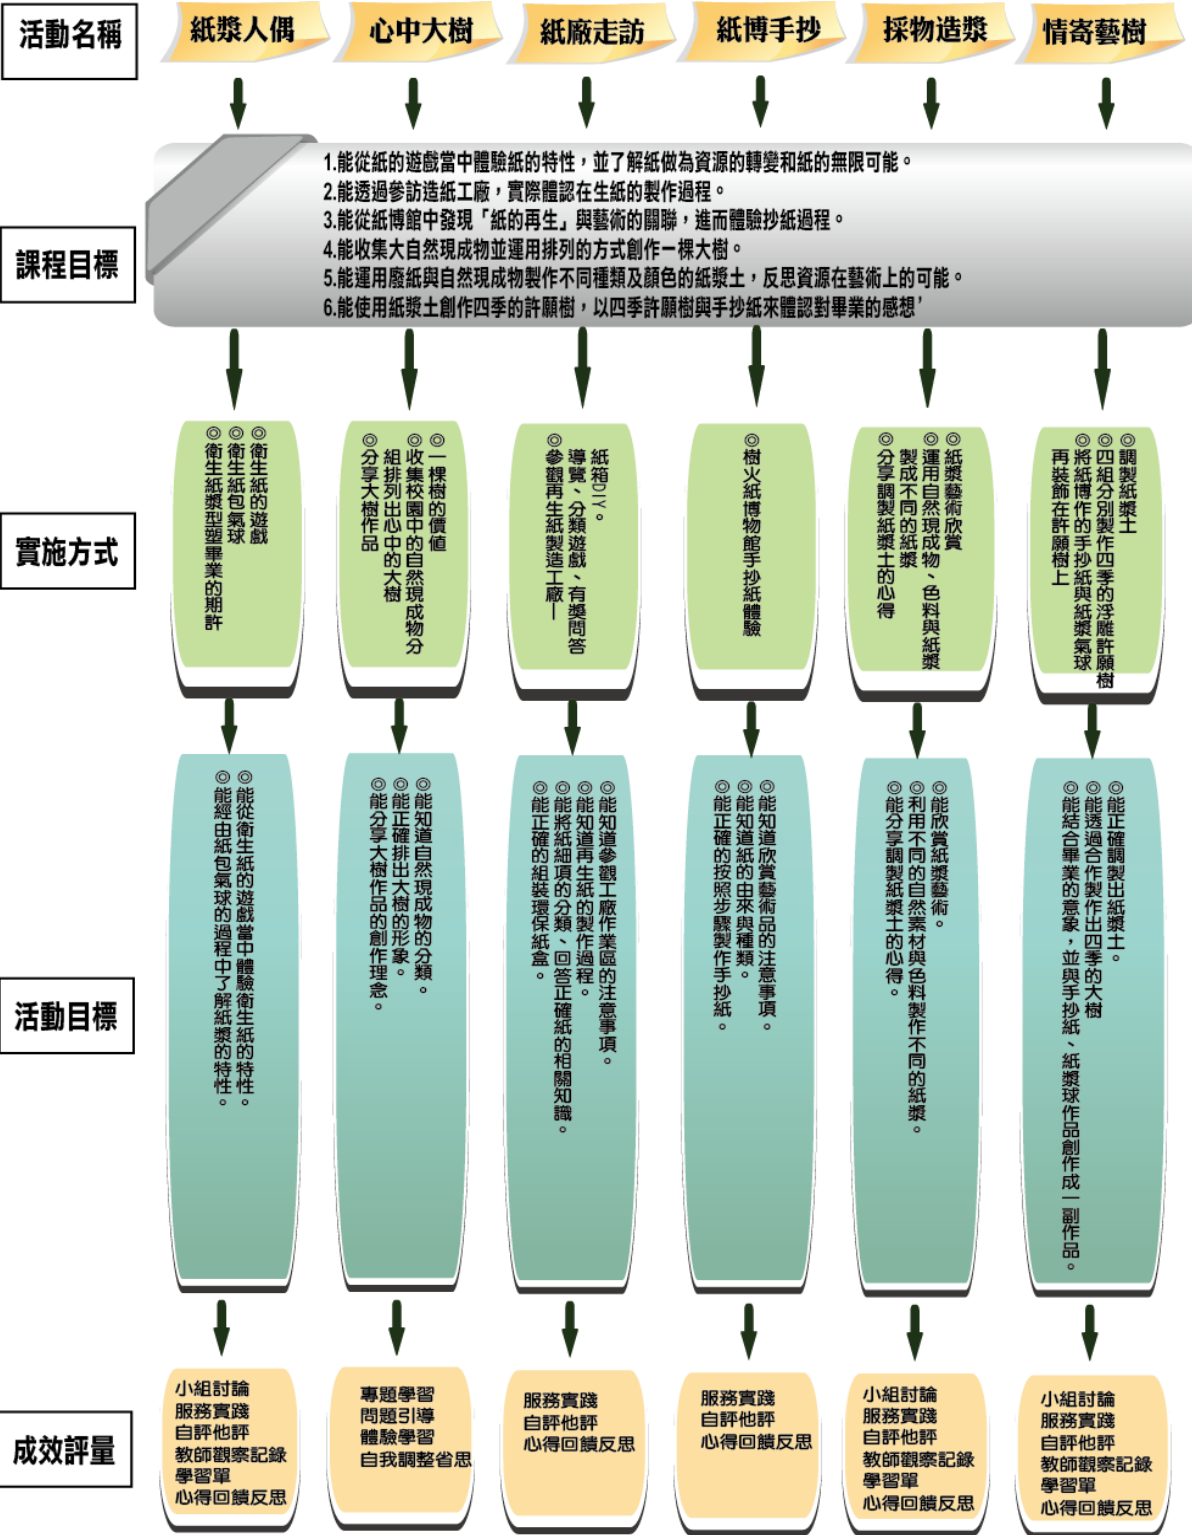 活動名稱
紙漿人偶
心中大樹
紙廠走訪
紙博手抄
採物造漿
情寄藝樹
課程目標
1.能從紙的遊戲當中體驗紙的特性，並了解紙做為資源的轉變和紙的無限可能。
2.能透過參訪造紙工廠，實際體認在生紙的製作過程。
3.能從紙博館中發現「紙的再生」與藝術的關聯，進而體驗抄紙過程。
4.能收集大自然現成物並運用排列的方式創作一棵大樹。
5.能運用廢紙與自然現成物製作不同種類及顏色的紙漿土，反思資源在藝術上的可能。
6.能使用紙漿土創作四季的許願樹，以四季許願樹與手抄紙來體認對畢業的感想’
實施方式
◎衛生紙的遊戲
◎衛生紙包氣球
◎衛生紙漿型塑畢業的期許
◎一棵樹的價值
◎收集校園中的自然現成物分
組排列出心中的大樹
◎分享大樹作品
紙箱DIY。
導覽、分類遊戲、有獎問答
◎參觀再生紙製造工廠—
◎樹火紙博物館手抄紙體驗
◎紙漿藝術欣賞
◎運用自然現成物、色料與紙漿
製成不同的紙漿
◎分享調製紙漿土的心得
◎調製紙漿土
◎四組分別製作四季的浮雕許願樹
◎將紙博作的手抄紙與紙漿氣球
再裝飾在許願樹上
活動目標
◎能從衛生紙的遊戲當中體驗衛生紙的特性。
◎能經由紙包氣球的過程中了解紙漿的特性。
◎能知道自然現成物的分類。
◎能正確排出大樹的形象。
◎能分享大樹作品的創作理念。
◎能知道參觀工廠作業區的注意事項。
◎能知道再生紙的製作過程。
◎能將紙細項的分類、回答正確紙的相關知識。
◎能正確的組裝環保紙盒。
◎能知道欣賞藝術品的注意事項。
◎能知道紙的由來與種類。
◎能正確的按照步驟製作手抄紙。
◎能欣賞紙漿藝術。
◎利用不同的自然素材與色料製作不同的紙漿。
◎能分享調製紙漿土的心得。
◎能正確調製出紙漿土。
◎能透過合作製作出四季的大樹
◎能結合畢業的意象，並與手抄紙、紙漿球作品創作成一副作品。
成效評量
小組討論
服務實踐
自評他評
教師觀察記錄
學習單
心得回饋反思
專題學習
問題引導
體驗學習
自我調整省思
服務實踐
自評他評
心得回饋反思
服務實踐
自評他評
心得回饋反思
小組討論
服務實踐
自評他評
教師觀察記錄
學習單
心得回饋反思
小組討論
服務實踐
自評他評
教師觀察記錄
學習單
心得回饋反思